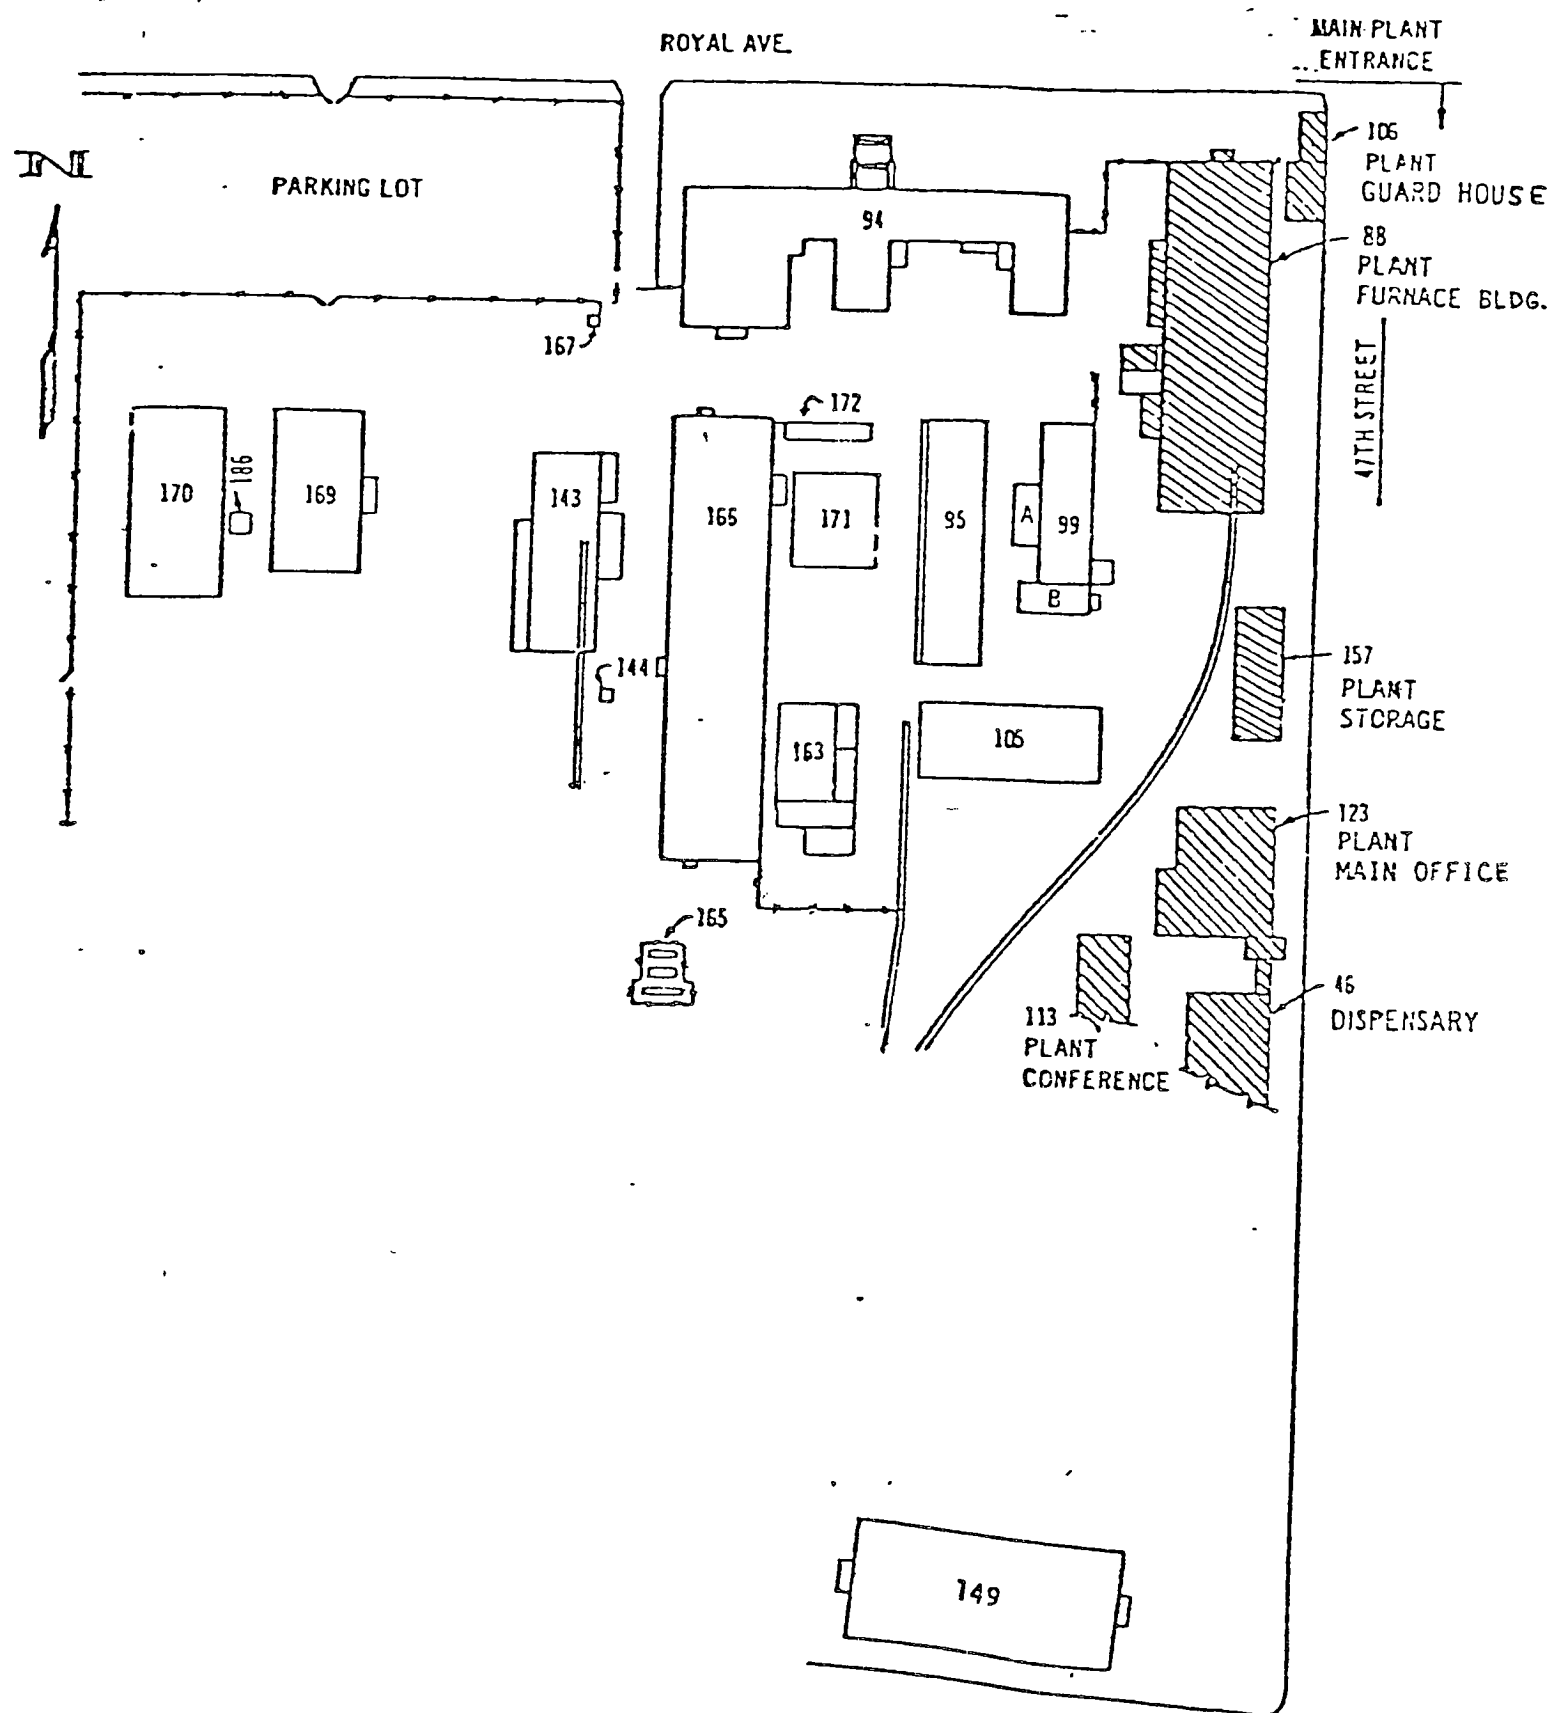 ROYAL AVE.
MAIN PLANT
ENTRANCE
N
PARKING LOT
94
106
PLANT
GUARD HOUSE
88
PLANT
FURNACE BLDG.
47TH STREET
167
172
170
186
169
143
166
171
95
A
99
B
144
163
105
157
PLANT
STORAGE
123
PLANT
MAIN OFFICE
165
113
PLANT
CONFERENCE
46
DISPENSARY
149